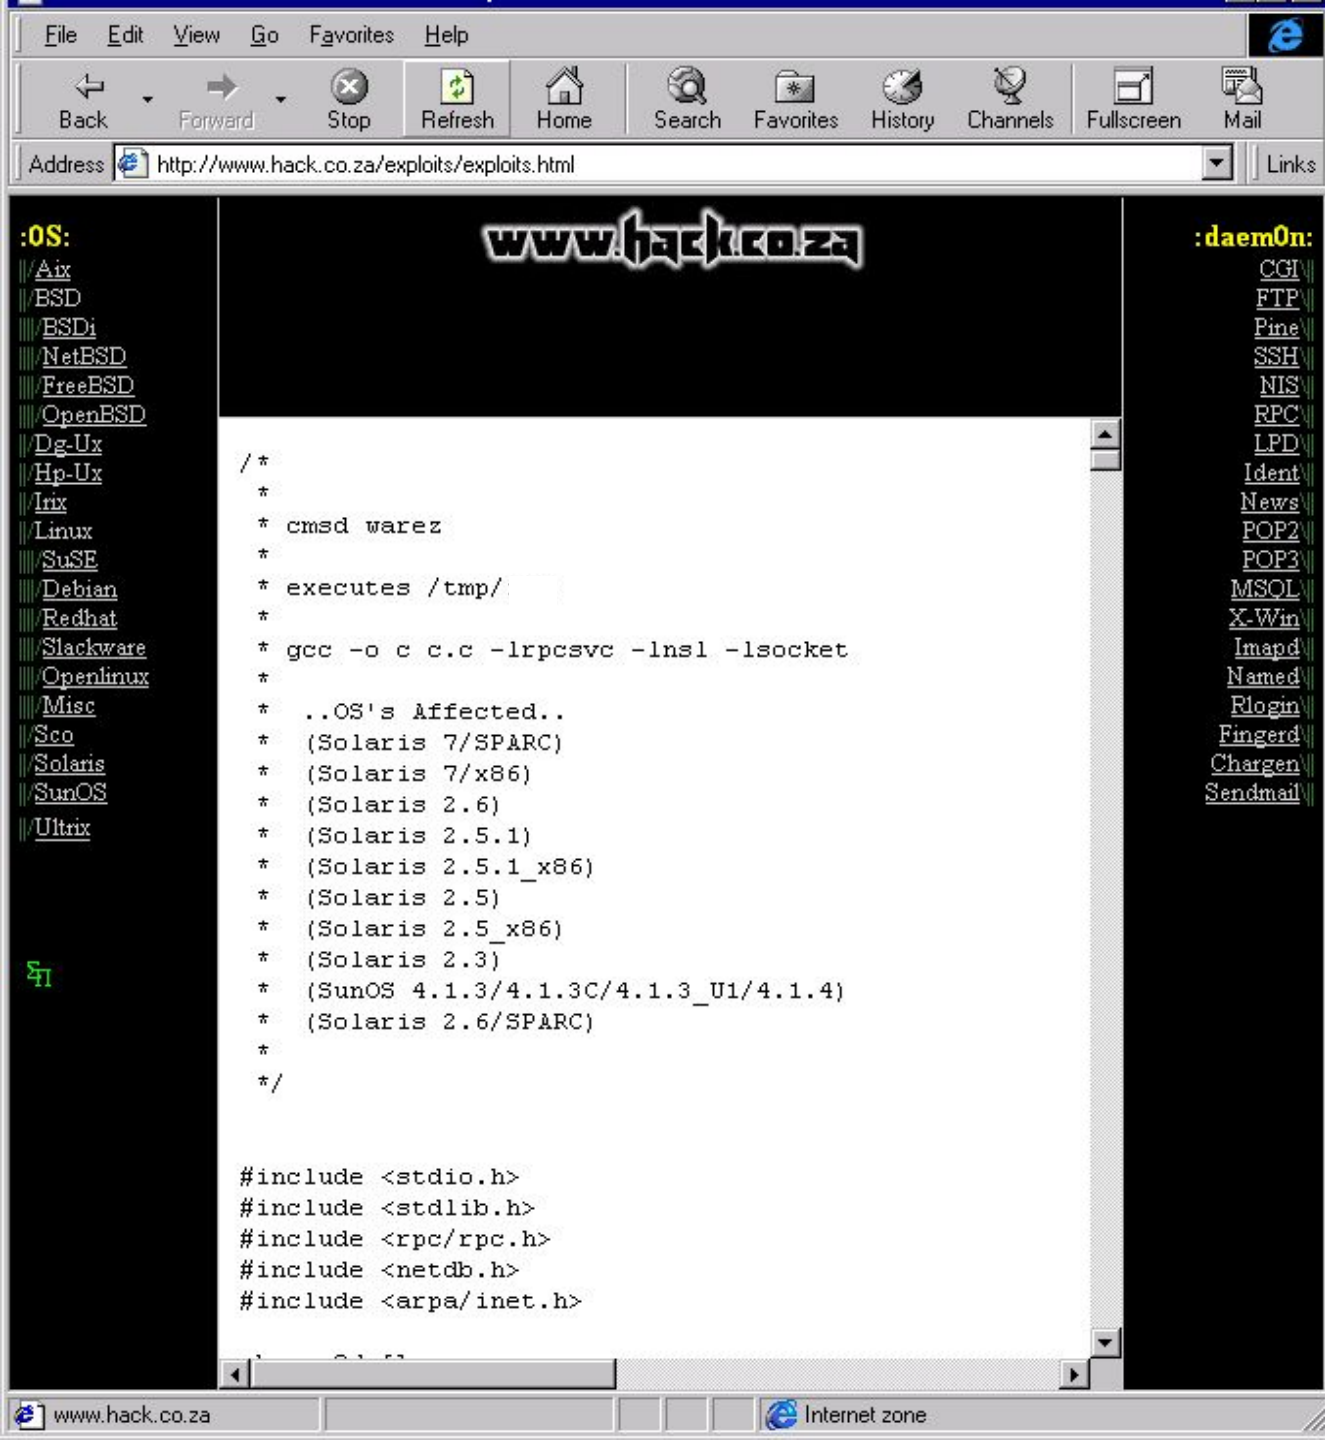 File Edit View Go Favorites Help
Back Forward Stop Refresh Home Search Favorites History Channels Fullscreen Mail
Address http://www.hack.co.za/exploits/exploits.html Links
:0S:
||/Aix
||/BSD
||||/BSDi
||||/NetBSD
||||/FreeBSD
||||/OpenBSD
||/Dg-Ux
||/Hp-Ux
||/Irix
||/Linux
||||/SuSE
||||/Debian
||||/Redhat
||||/Slackware
||||/Openlinux
||||/Misc
||/Sco
||/Solaris
||/SunOS
||/Ultrix
www.hack.co.za
/*
*
* cmsd warez
*
* executes /tmp/
*
* gcc -o c c.c -lrpcsvc -lnsl -lsocket
*
* ..OS's Affected..
* (Solaris 7/SPARC)
* (Solaris 7/x86)
* (Solaris 2.6)
* (Solaris 2.5.1)
* (Solaris 2.5.1_x86)
* (Solaris 2.5)
* (Solaris 2.5_x86)
* (Solaris 2.3)
* (SunOS 4.1.3/4.1.3C/4.1.3_U1/4.1.4)
* (Solaris 2.6/SPARC)
*
*/
#include <stdio.h>
#include <stdlib.h>
#include <rpc/rpc.h>
#include <netdb.h>
#include <arpa/inet.h>
:daem0n:
CGI\||
FTP\||
Pine\||
SSH\||
NIS\||
RPC\||
LPD\||
Ident\||
News\||
POP2\||
POP3\||
MSQL\||
X-Win\||
Imapd\||
Named\||
Rlogin\||
Fingerd\||
Chargen\||
Sendmail\||
www.hack.co.za
Internet zone